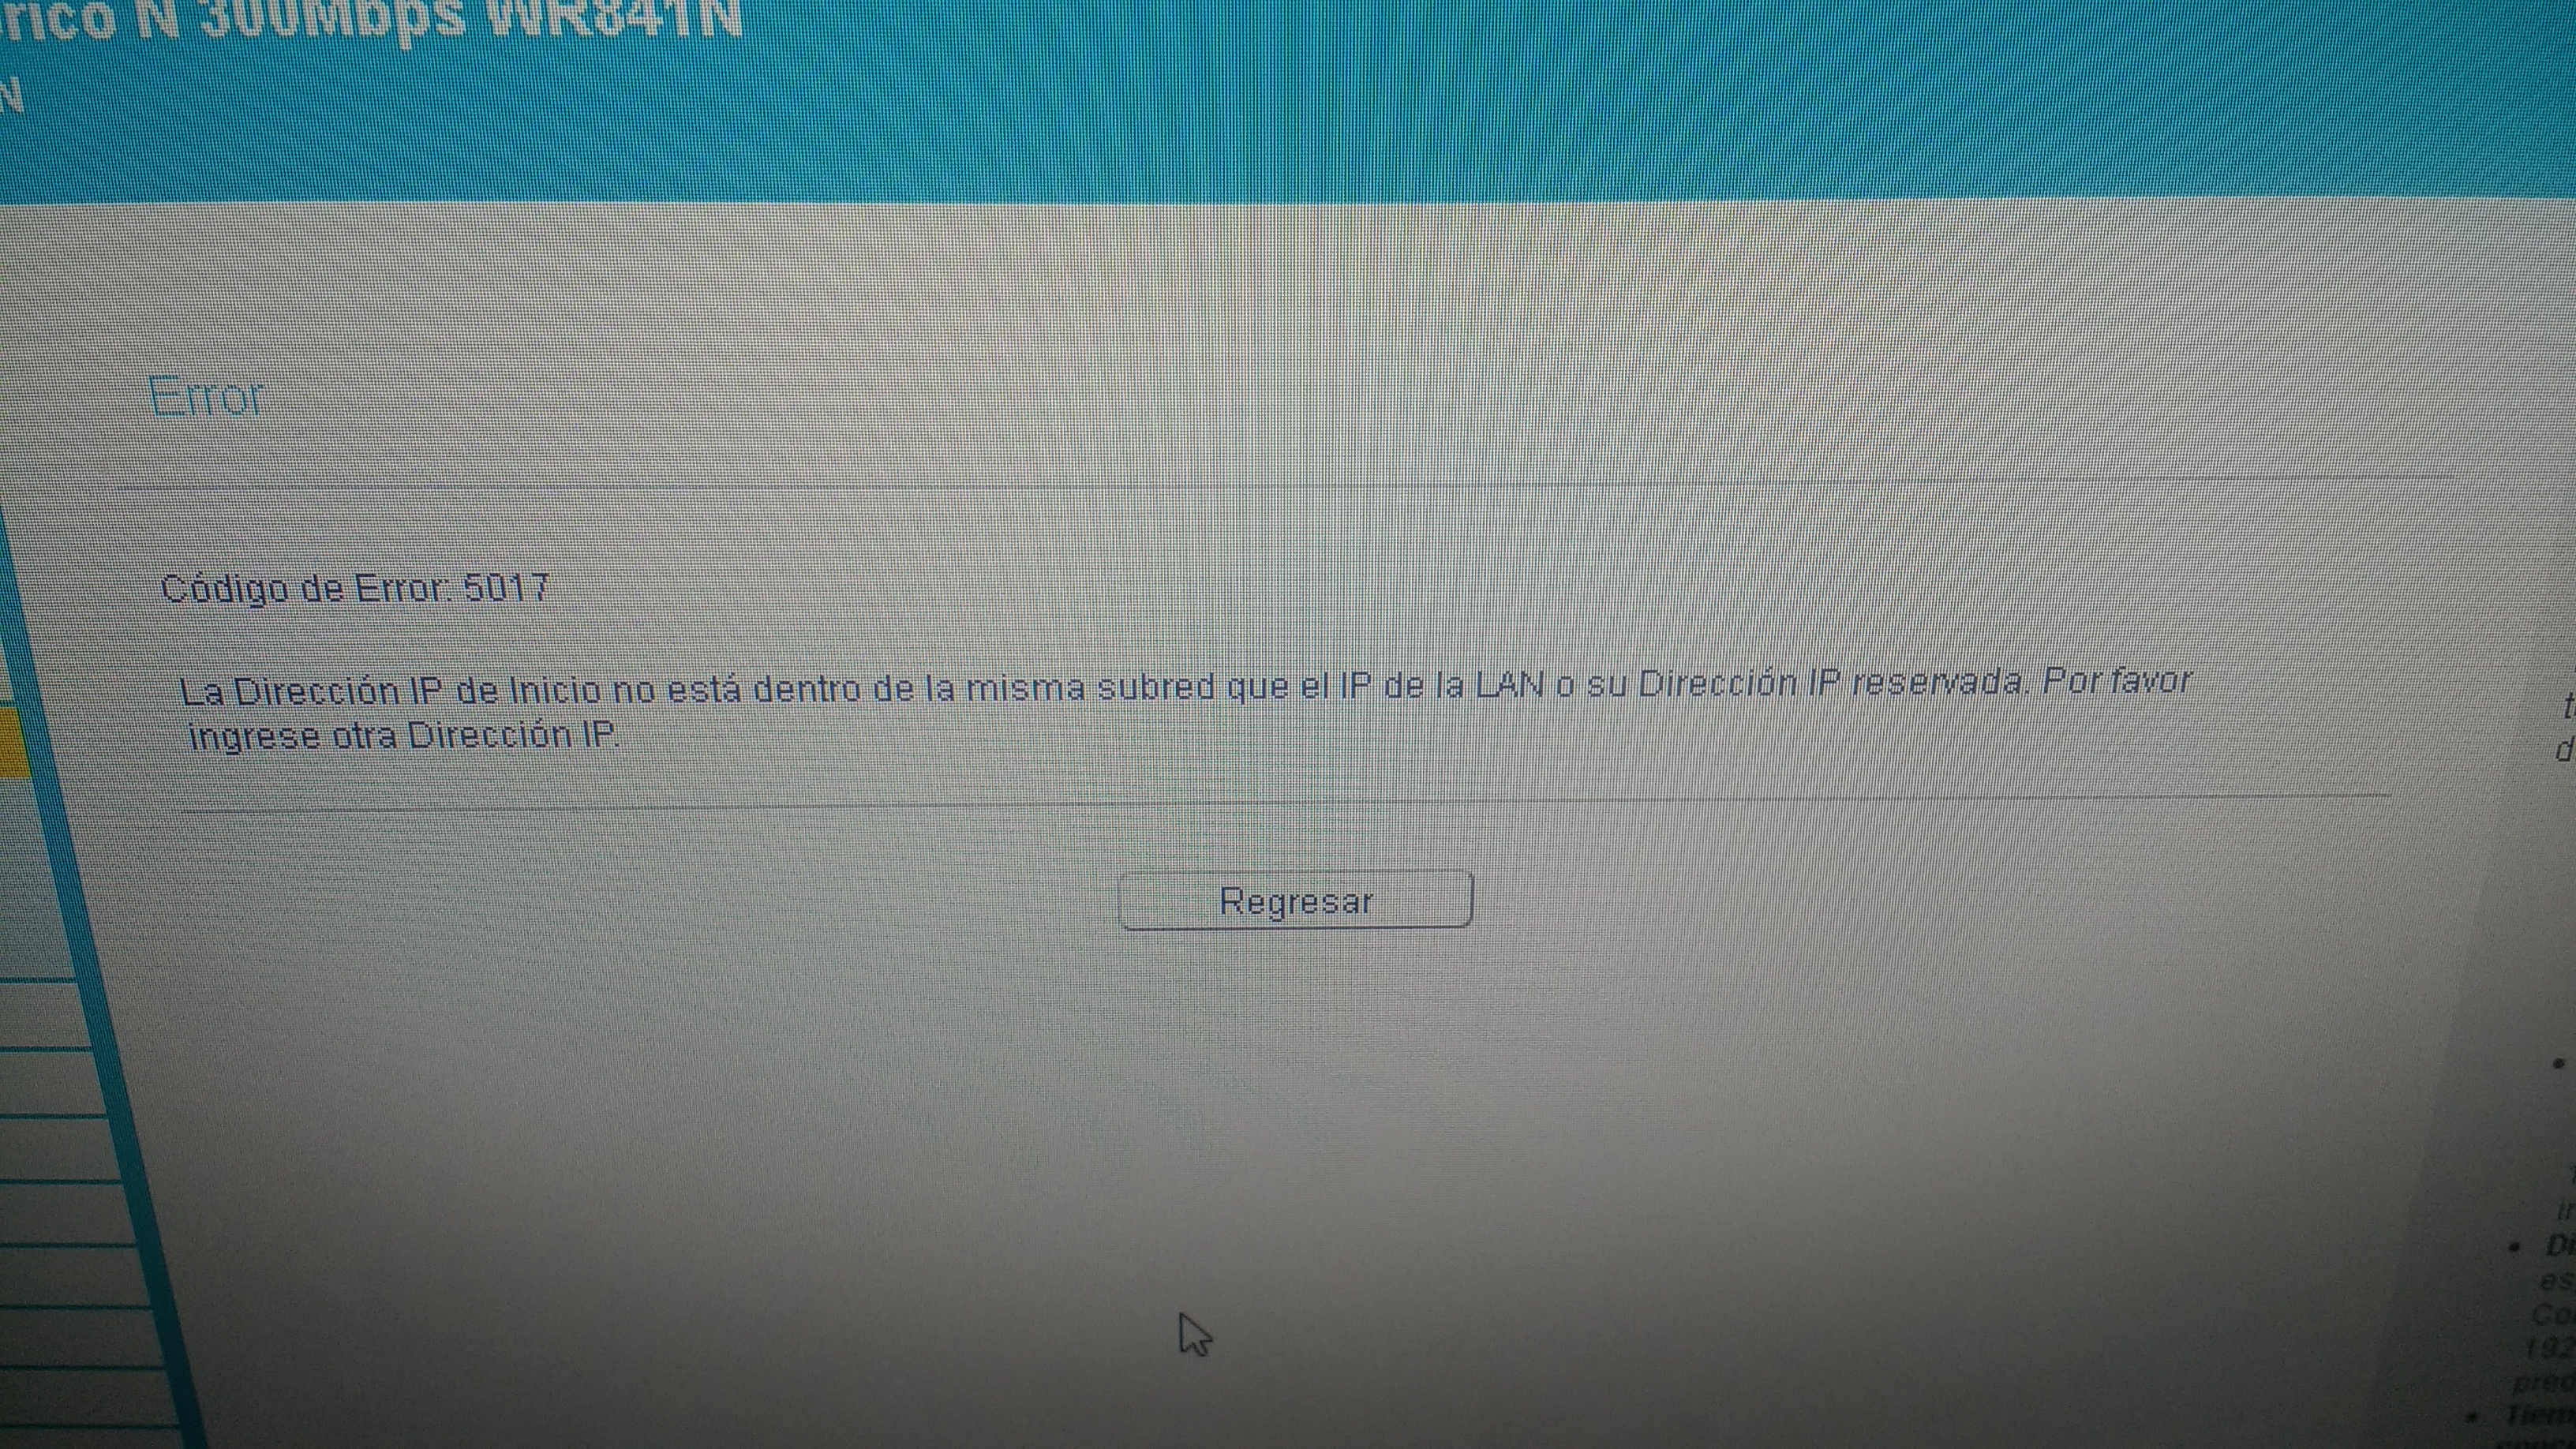 rico N 300Mbps WR841N
N
Error
Código de Error: 5017
La Dirección IP de Inicio no está dentro de la misma subred que el IP de la LAN o su Dirección IP reservada. Por favor
ingrese otra Dirección IP.
Regresar
d
Di
es
192
pred